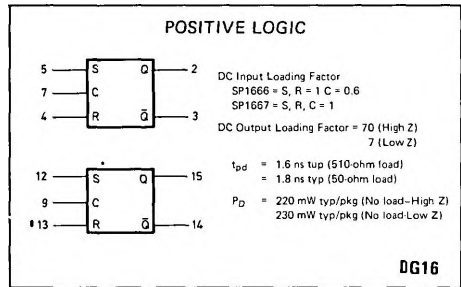 POSITIVE LOGIC
5 S Q 2
7 C
4 R Q̄ 3
12 S Q 15
9 C
13 R Q̄ 14
DC Input Loading Factor
SP1666 = S, R = 1 C = 0.6
SP1667 = S, R, C = 1
DC Output Loading Factor = 70 (High Z)
7 (Low Z)
tpd = 1.6 ns tup (510-ohm load)
= 1.8 ns typ (50-ohm load)
PD = 220 mW typ/pkg (No load-High Z)
230 mW typ/pkg (No load-Low Z)
DG16